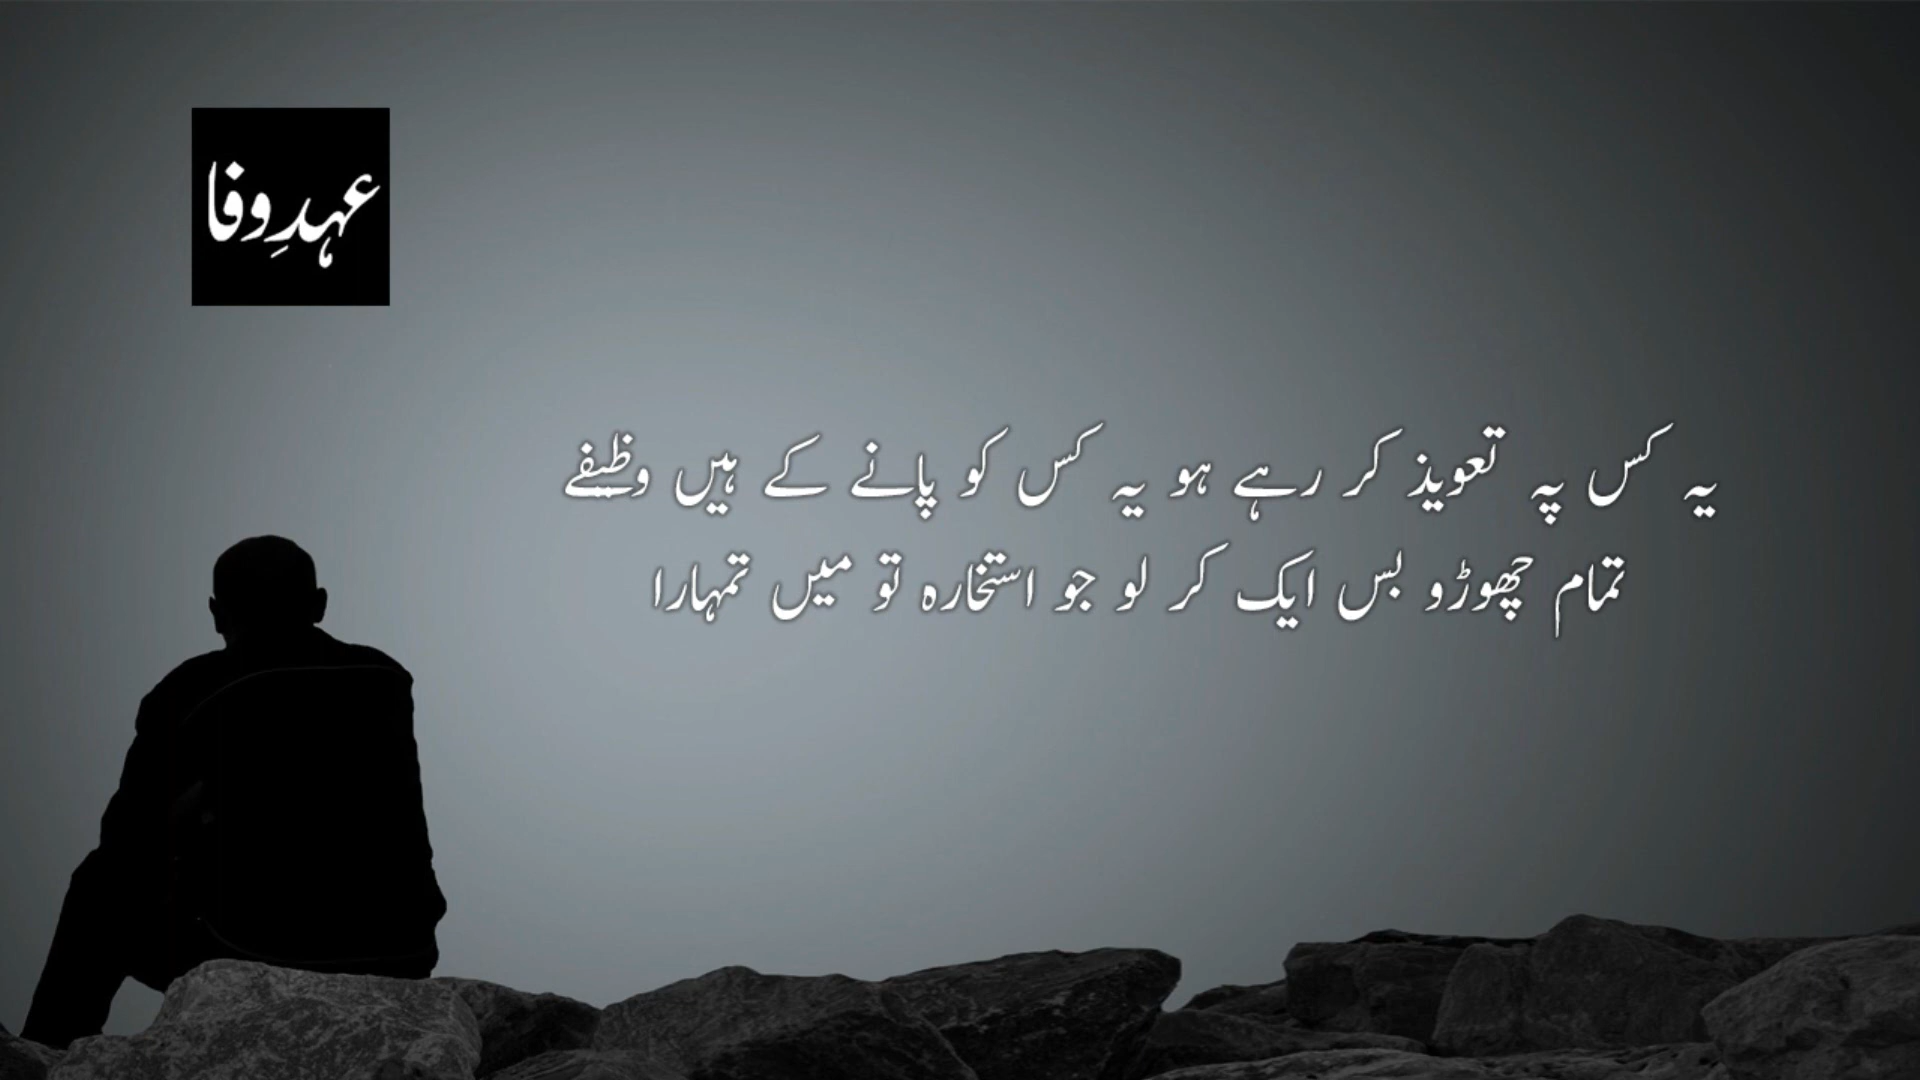 عہدِ وفا
یہ کس پہ تعویذ کر رہے ہو یہ کس کو پانے کے ہیں وظیفے
تمام چھوڑو بس ایک کر لو جو استخارہ تو میں تمہارا